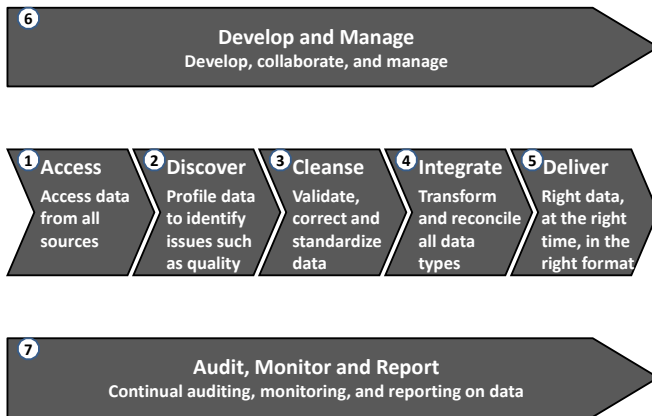 6
Develop and Manage
Develop, collaborate, and manage
1 Access
Access data
from all
sources
2 Discover
Profile data
to identify
issues such
as quality
3 Cleanse
Validate,
correct and
standardize
data
4 Integrate
Transform
and reconcile
all data
types
5 Deliver
Right data,
at the right
time, in the
right format
7
Audit, Monitor and Report
Continual auditing, monitoring, and reporting on data